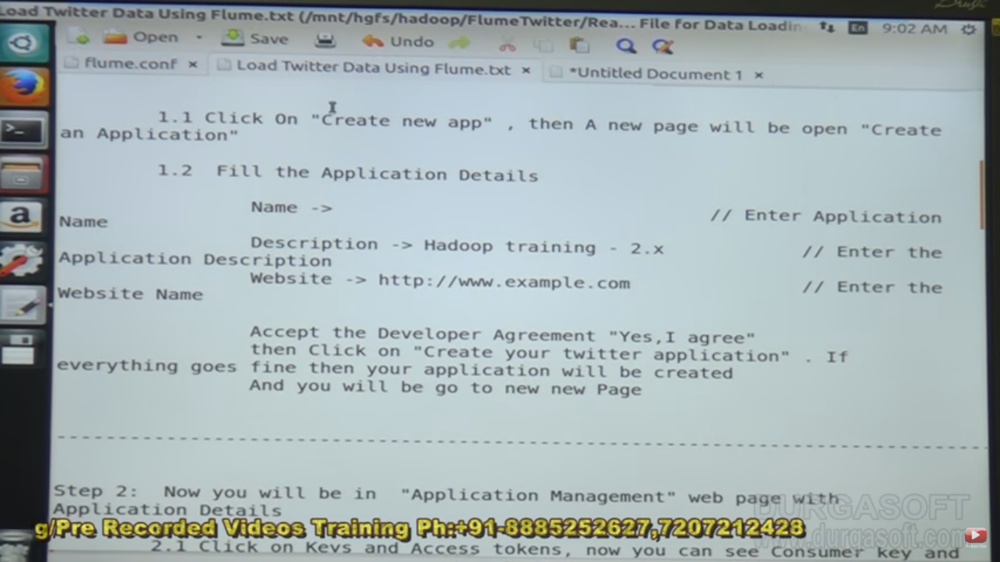 Load Twitter Data Using Flume.txt (/mnt/hgfs/hadoop/FlumeTwitter/Rea... File for Data Loadin
En 9:02 AM
Open Save Undo
flume.conf × Load Twitter Data Using Flume.txt × *Untitled Document 1 ×
1.1 Click On "Create new app" , then A new page will be open "Create
an Application"
1.2 Fill the Application Details
Name -> // Enter Application
Name
Description -> Hadoop training - 2.x // Enter the
Application Description
Website -> http://www.example.com // Enter the
Website Name
Accept the Developer Agreement "Yes,I agree"
then Click on "Create your twitter application" . If
everything goes fine then your application will be created
And you will be go to new new Page
--------------------------------------------------------------------------------
Step 2: Now you will be in "Application Management" web page with
Application Details
DURGASOFT
g/Pre Recorded Videos Training Ph:+91-8885252627,7207212428
www.durgasoft.com
2.1 Click on Keys and Access tokens, now you can see Consumer key and
Subscribe